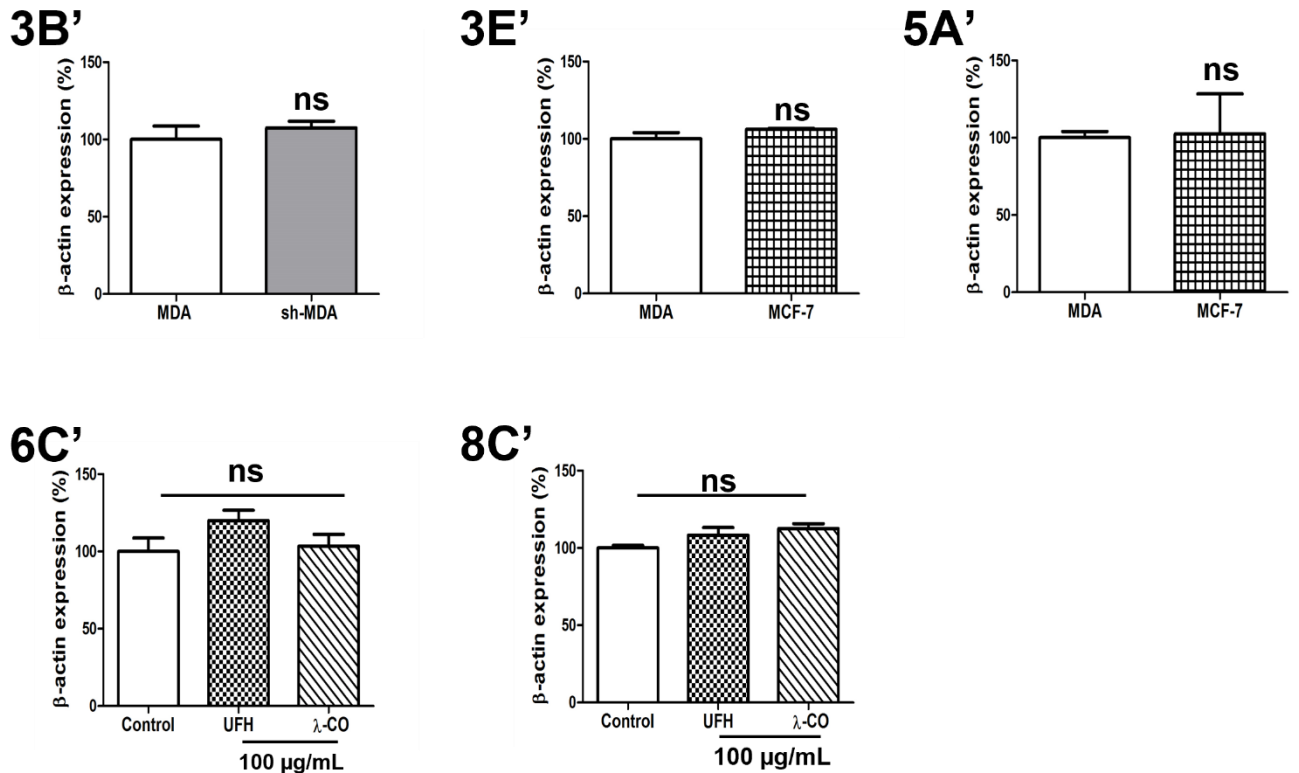 3B’
β-actin expression (%)
150
100
50
0
ns
MDA
sh-MDA
3E’
β-actin expression (%)
150
100
50
0
ns
MDA
MCF-7
5A’
β-actin expression (%)
150
100
50
0
ns
MDA
MCF-7
6C’
β-actin expression (%)
150
100
50
0
ns
Control
UFH
λ-CO
100 µg/mL
8C’
β-actin expression (%)
150
100
50
0
ns
Control
UFH
λ-CO
100 µg/mL